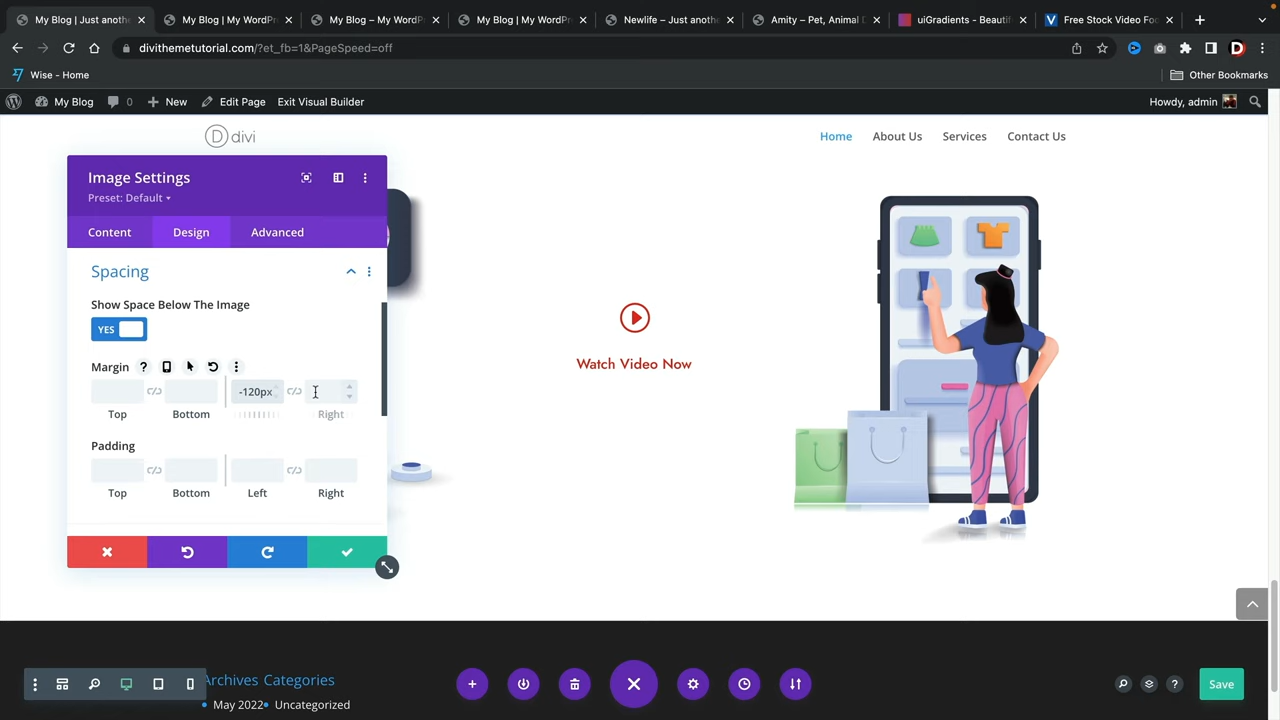 My Blog | Just anoth
My Blog | My WordPre
My Blog – My WordP
My Blog | My WordPre
Newlife – Just anoth
Amity – Pet, Animal D
uiGradients - Beautif
Free Stock Video Foo
divithemetutorial.com/?et_fb=1&PageSpeed=off
Wise - Home
Other Bookmarks
My Blog
0
New
Edit Page
Exit Visual Builder
Howdy, admin
D divi
Home
About Us
Services
Contact Us
Image Settings
Preset: Default
Content
Design
Advanced
Spacing
Show Space Below The Image
YES
Margin
-120px
Top
Bottom
Right
Padding
Top
Bottom
Left
Right
Watch Video Now
Archives Categories
May 2022
Uncategorized
Save